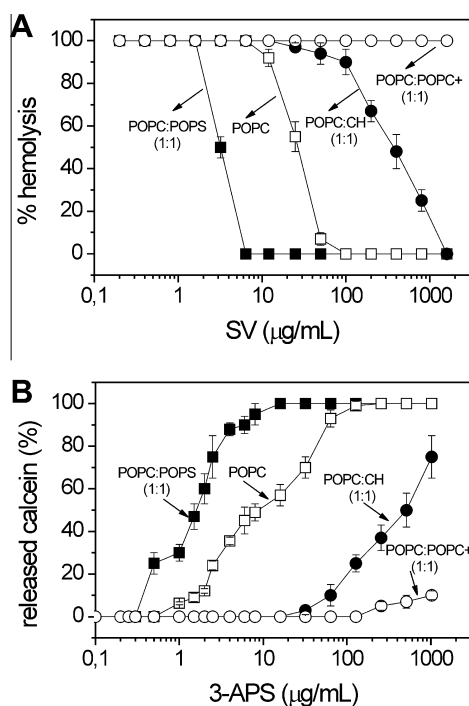 A
100
80
60
40
20
0
% hemolysis
POPC:POPS
(1:1)
POPC
POPC:CH
(1:1)
POPC:POPC+
(1:1)
0,1
1
10
100
1000
SV (μg/mL)
B
100
80
60
40
20
0
released calcein (%)
POPC:POPS
(1:1)
POPC
POPC:CH
(1:1)
POPC:POPC+
(1:1)
0,1
1
10
100
1000
3-APS (μg/mL)